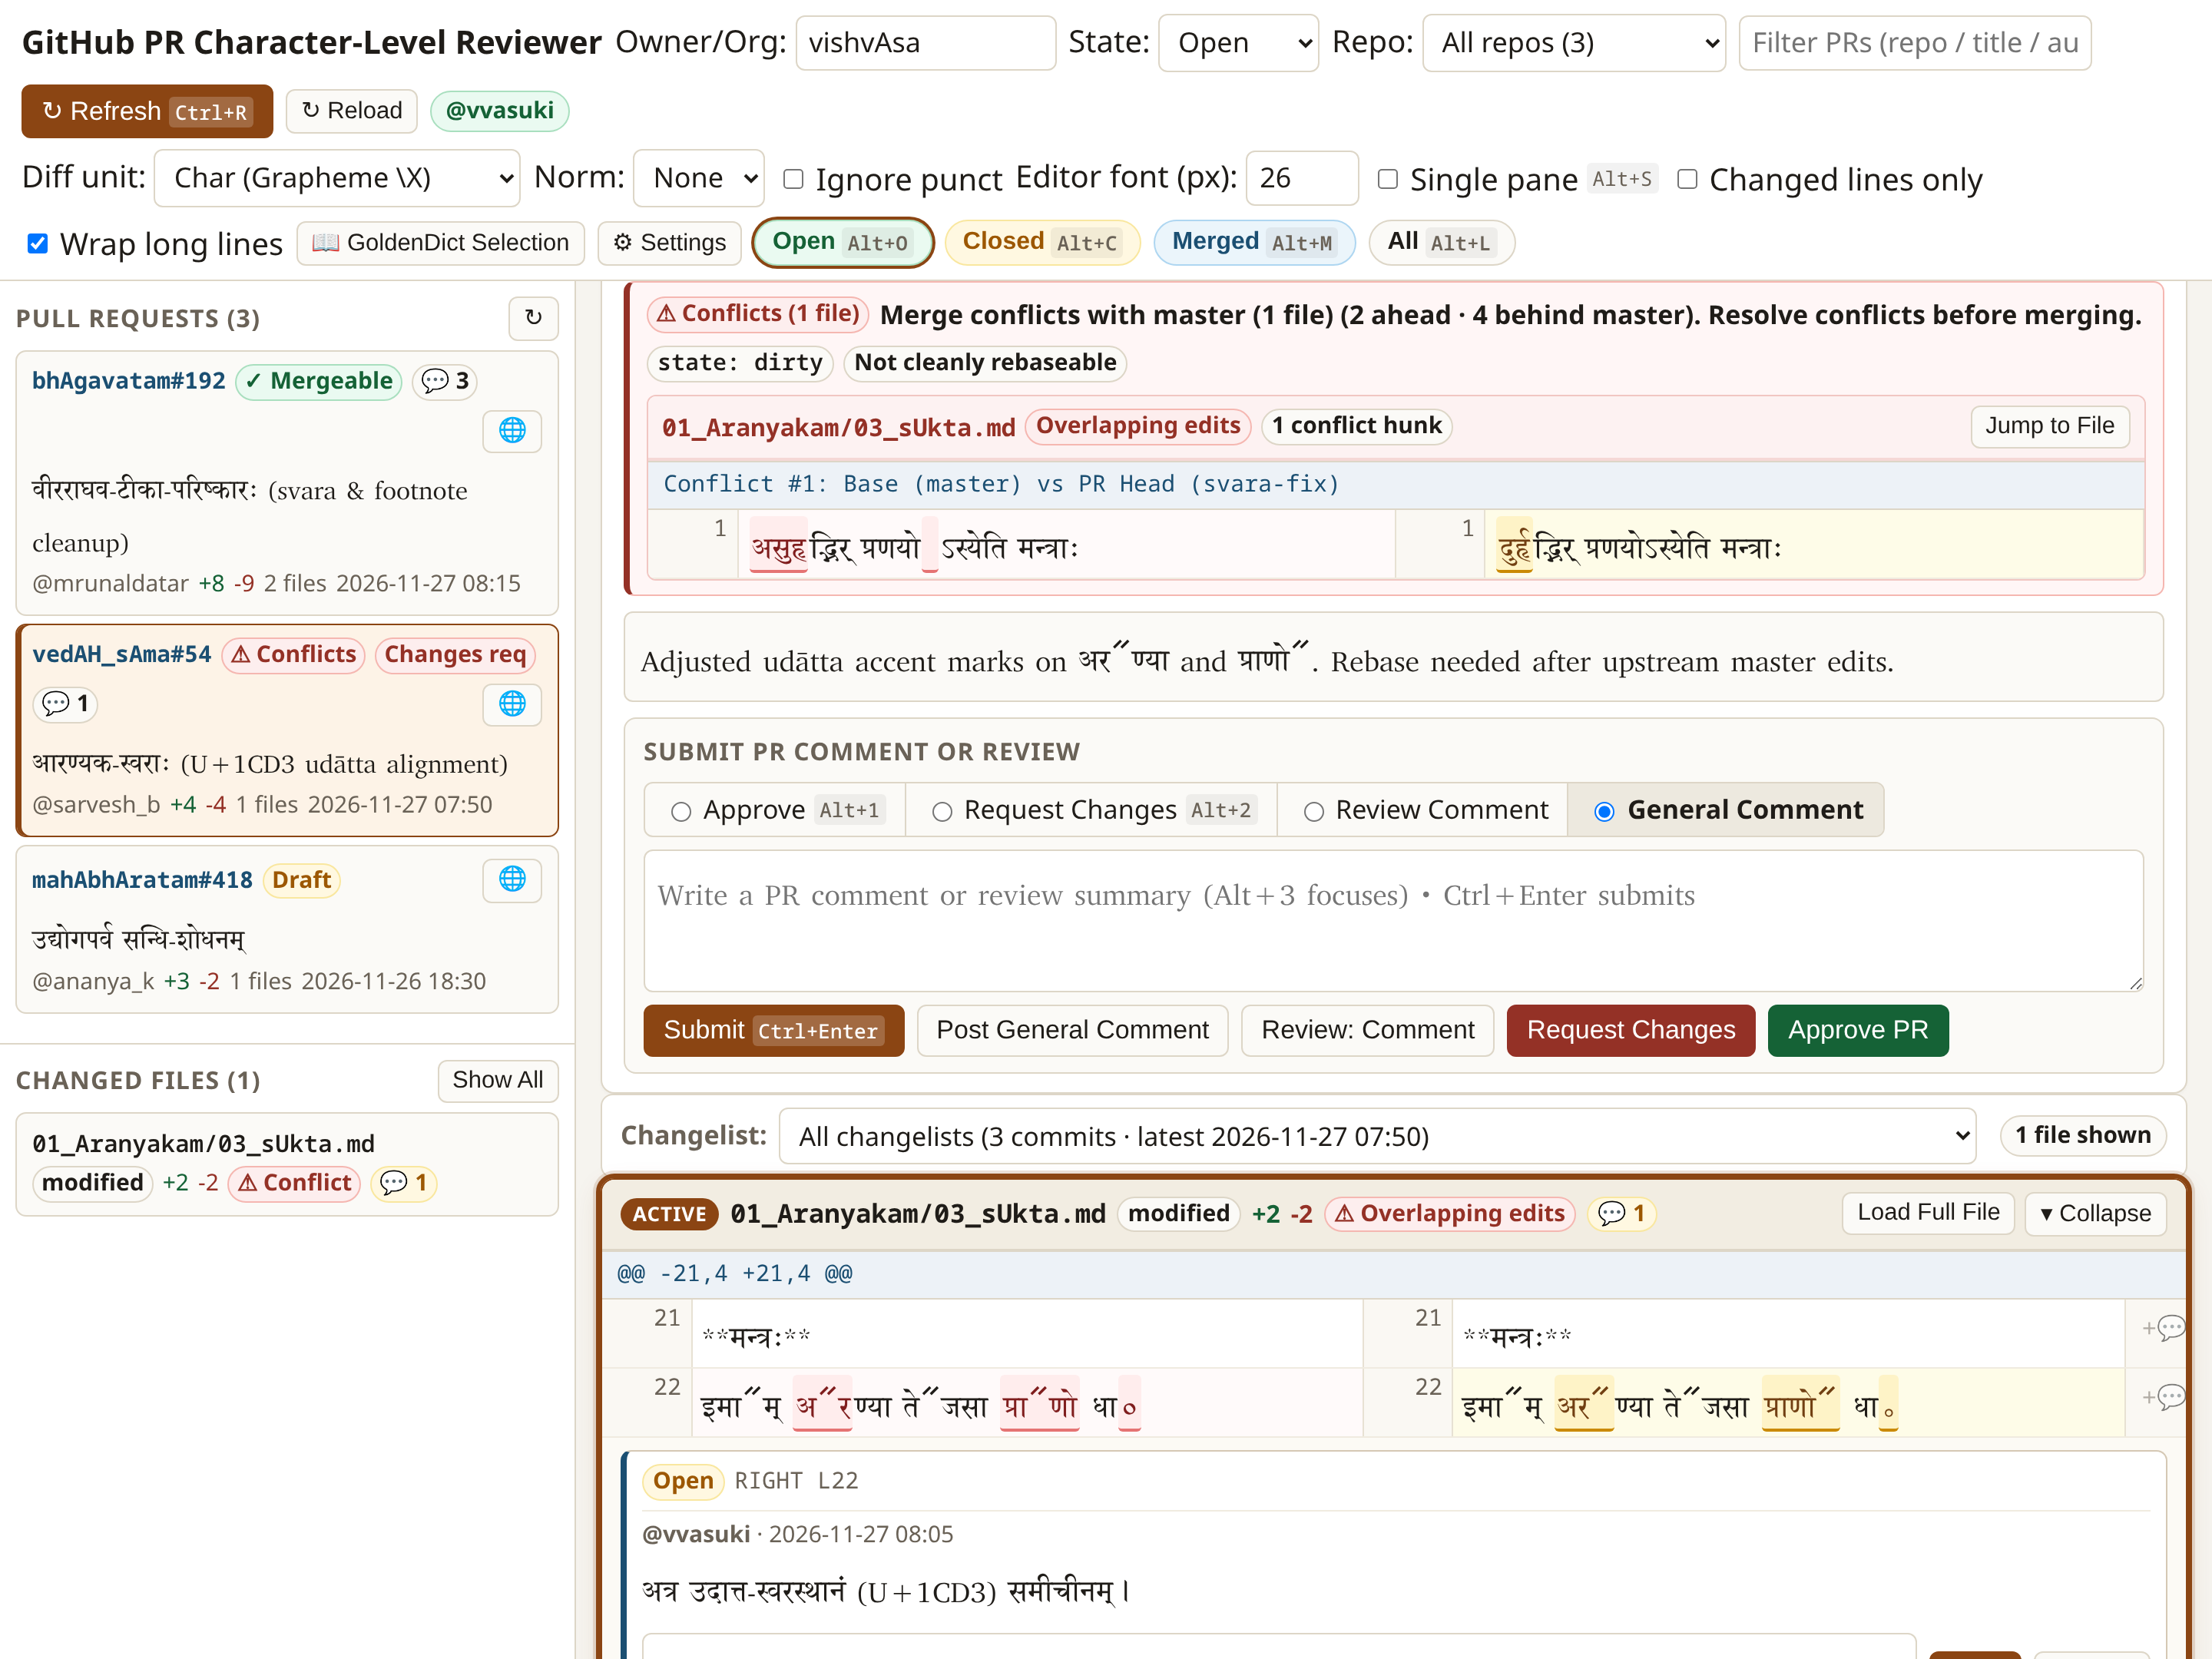 GitHub PR Character-Level Reviewer Owner/Org: vishvAsa State: Open Repo: All repos (3) Filter PRs (repo / title / au
↻ Refresh Ctrl+R ↻ Reload @vvasuki
Diff unit: Char (Grapheme \X) Norm: None Ignore punct Editor font (px): 26 Single pane Alt+S Changed lines only
Wrap long lines 📖 GoldenDict Selection ⚙ Settings Open Alt+O Closed Alt+C Merged Alt+M All Alt+L
PULL REQUESTS (3) ↻
bhAgavatam#192 ✓ Mergeable 💬 3
🌐
वीरराघव-टीका-परिष्कारः (svara & footnote
cleanup)
@mrunaldatar +8 -9 2 files 2026-11-27 08:15
vedAH_sAma#54 ⚠ Conflicts Changes req
💬 1 🌐
आरण्यक-स्वराः (U+1CD3 udātta alignment)
@sarvesh_b +4 -4 1 files 2026-11-27 07:50
mahAbhAratam#418 Draft 🌐
उद्योगपर्व सन्धि-शोधनम्
@ananya_k +3 -2 1 files 2026-11-26 18:30
CHANGED FILES (1) Show All
01_Aranyakam/03_sUkta.md
modified +2 -2 ⚠ Conflict 💬 1
⚠ Conflicts (1 file) Merge conflicts with master (1 file) (2 ahead · 4 behind master). Resolve conflicts before merging.
state: dirty Not cleanly rebaseable
01_Aranyakam/03_sUkta.md Overlapping edits 1 conflict hunk Jump to File
Conflict #1: Base (master) vs PR Head (svara-fix)
1 असुहृद्भिर् प्रणयो ऽस्येति मन्त्राः 1 दुर्हृद्भिर् प्रणयोऽस्येति मन्त्राः
Adjusted udātta accent marks on अर᳓ण्या and प्राणो᳓. Rebase needed after upstream master edits.
SUBMIT PR COMMENT OR REVIEW
Approve Alt+1 Request Changes Alt+2 Review Comment General Comment
Write a PR comment or review summary (Alt+3 focuses) • Ctrl+Enter submits
Submit Ctrl+Enter Post General Comment Review: Comment Request Changes Approve PR
Changelist: All changelists (3 commits · latest 2026-11-27 07:50) 1 file shown
ACTIVE 01_Aranyakam/03_sUkta.md modified +2 -2 ⚠ Overlapping edits 💬 1 Load Full File ▾ Collapse
@@ -21,4 +21,4 @@
21 **मन्त्रः** 21 **मन्त्रः** +💬
22 इमा᳓म् अ᳓रण्या ते᳓जसा प्रा᳓णो धा० 22 इमा᳓म् अर᳓ण्या ते᳓जसा प्राणो᳓ धा॰ +💬
Open RIGHT L22
@vvasuki · 2026-11-27 08:05
अत्र उदात्त-स्वरस्थानं (U+1CD3) समीचीनम्।